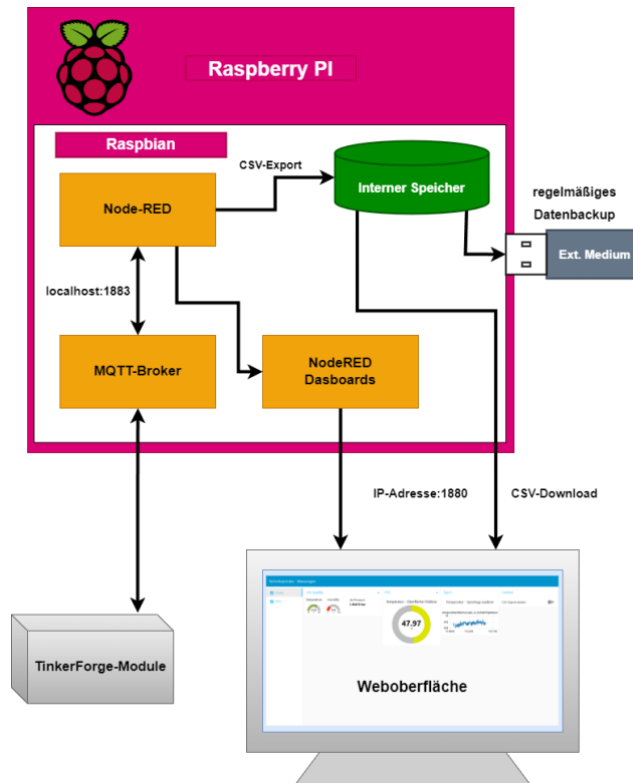 Raspberry PI
Raspbian
CSV-Export
Node-RED
Interner Speicher
regelmäßiges
Datenbackup
Ext. Medium
localhost:1883
MQTT-Broker
NodeRED
Dasboards
IP-Adresse:1880
CSV-Download
47,97
TinkerForge-Module
Weboberfläche